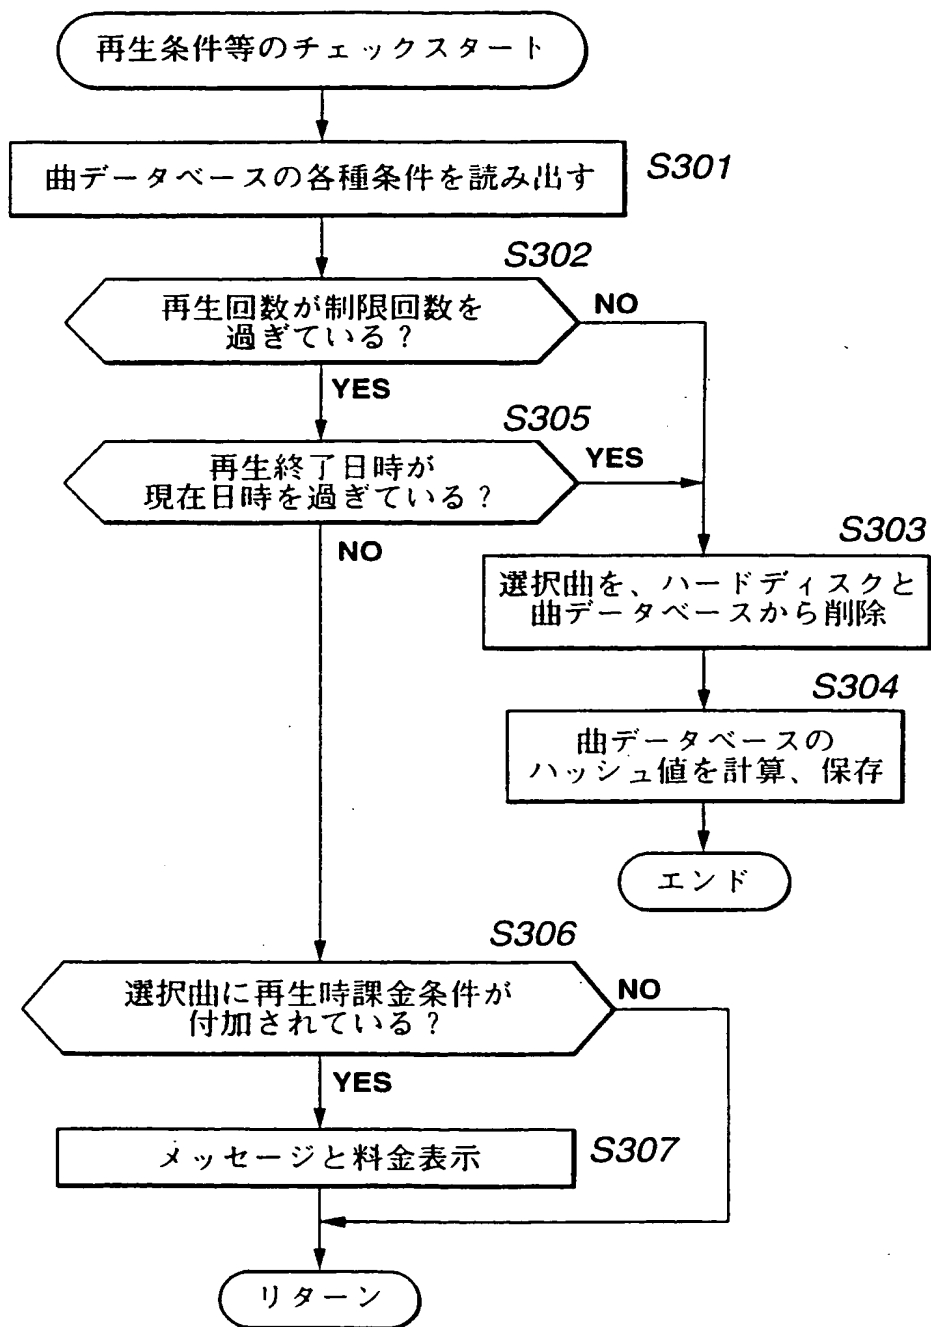 再生条件等のチェックスタート
曲データベースの各種条件を読み出す
S301
S302
再生回数が制限回数を
過ぎている?
NO
YES
S305
再生終了日時が
現在日時を過ぎている?
YES
NO
S303
選択曲を、ハードディスクと
曲データベースから削除
S304
曲データベースの
ハッシュ値を計算、保存
エンド
S306
選択曲に再生時課金条件が
付加されている?
NO
YES
メッセージと料金表示
S307
リターン